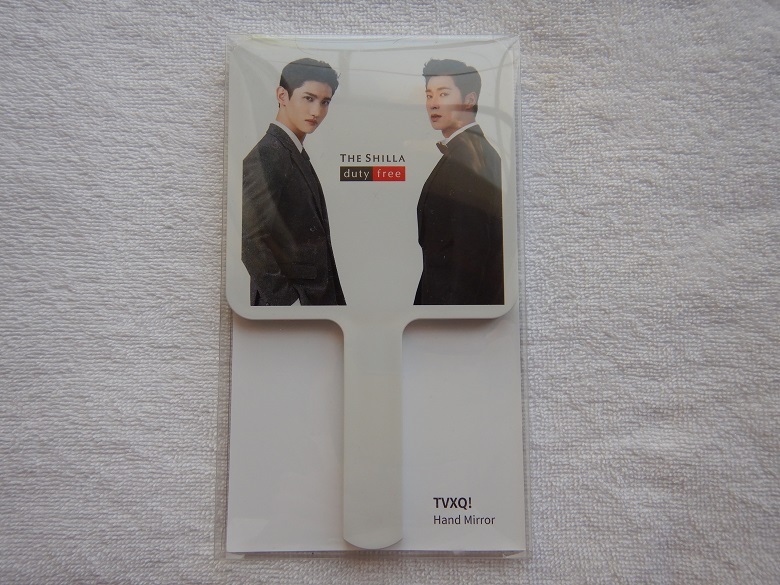 THE SHILLA
duty free
TVXQ!
Hand Mirror